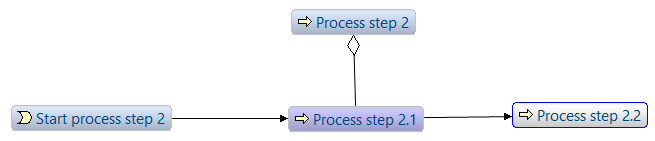 Process step 2
Start process step 2
Process step 2.1
Process step 2.2